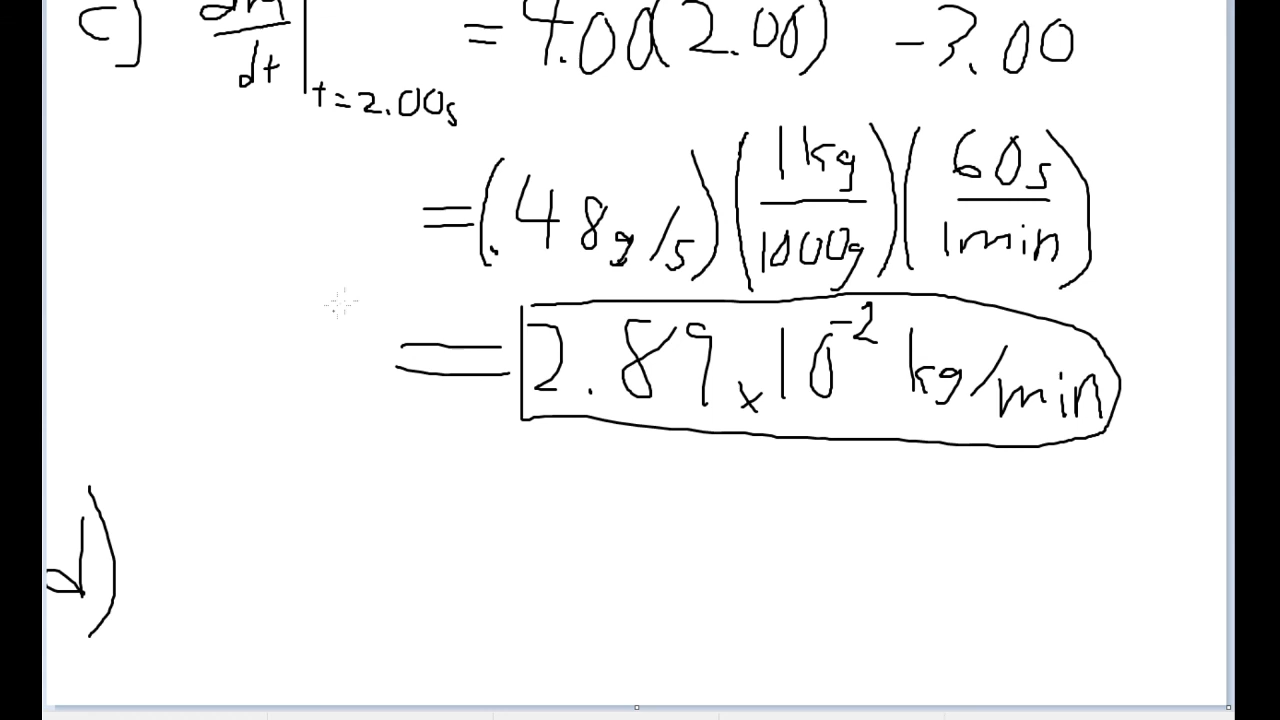 c) dm/dt | t=2.00s = 4.00(2.00) -3.00
=(.48g/s)(1kg/1000g)(60s/1min)
= 2.89 x 10^-2 kg/min
d)